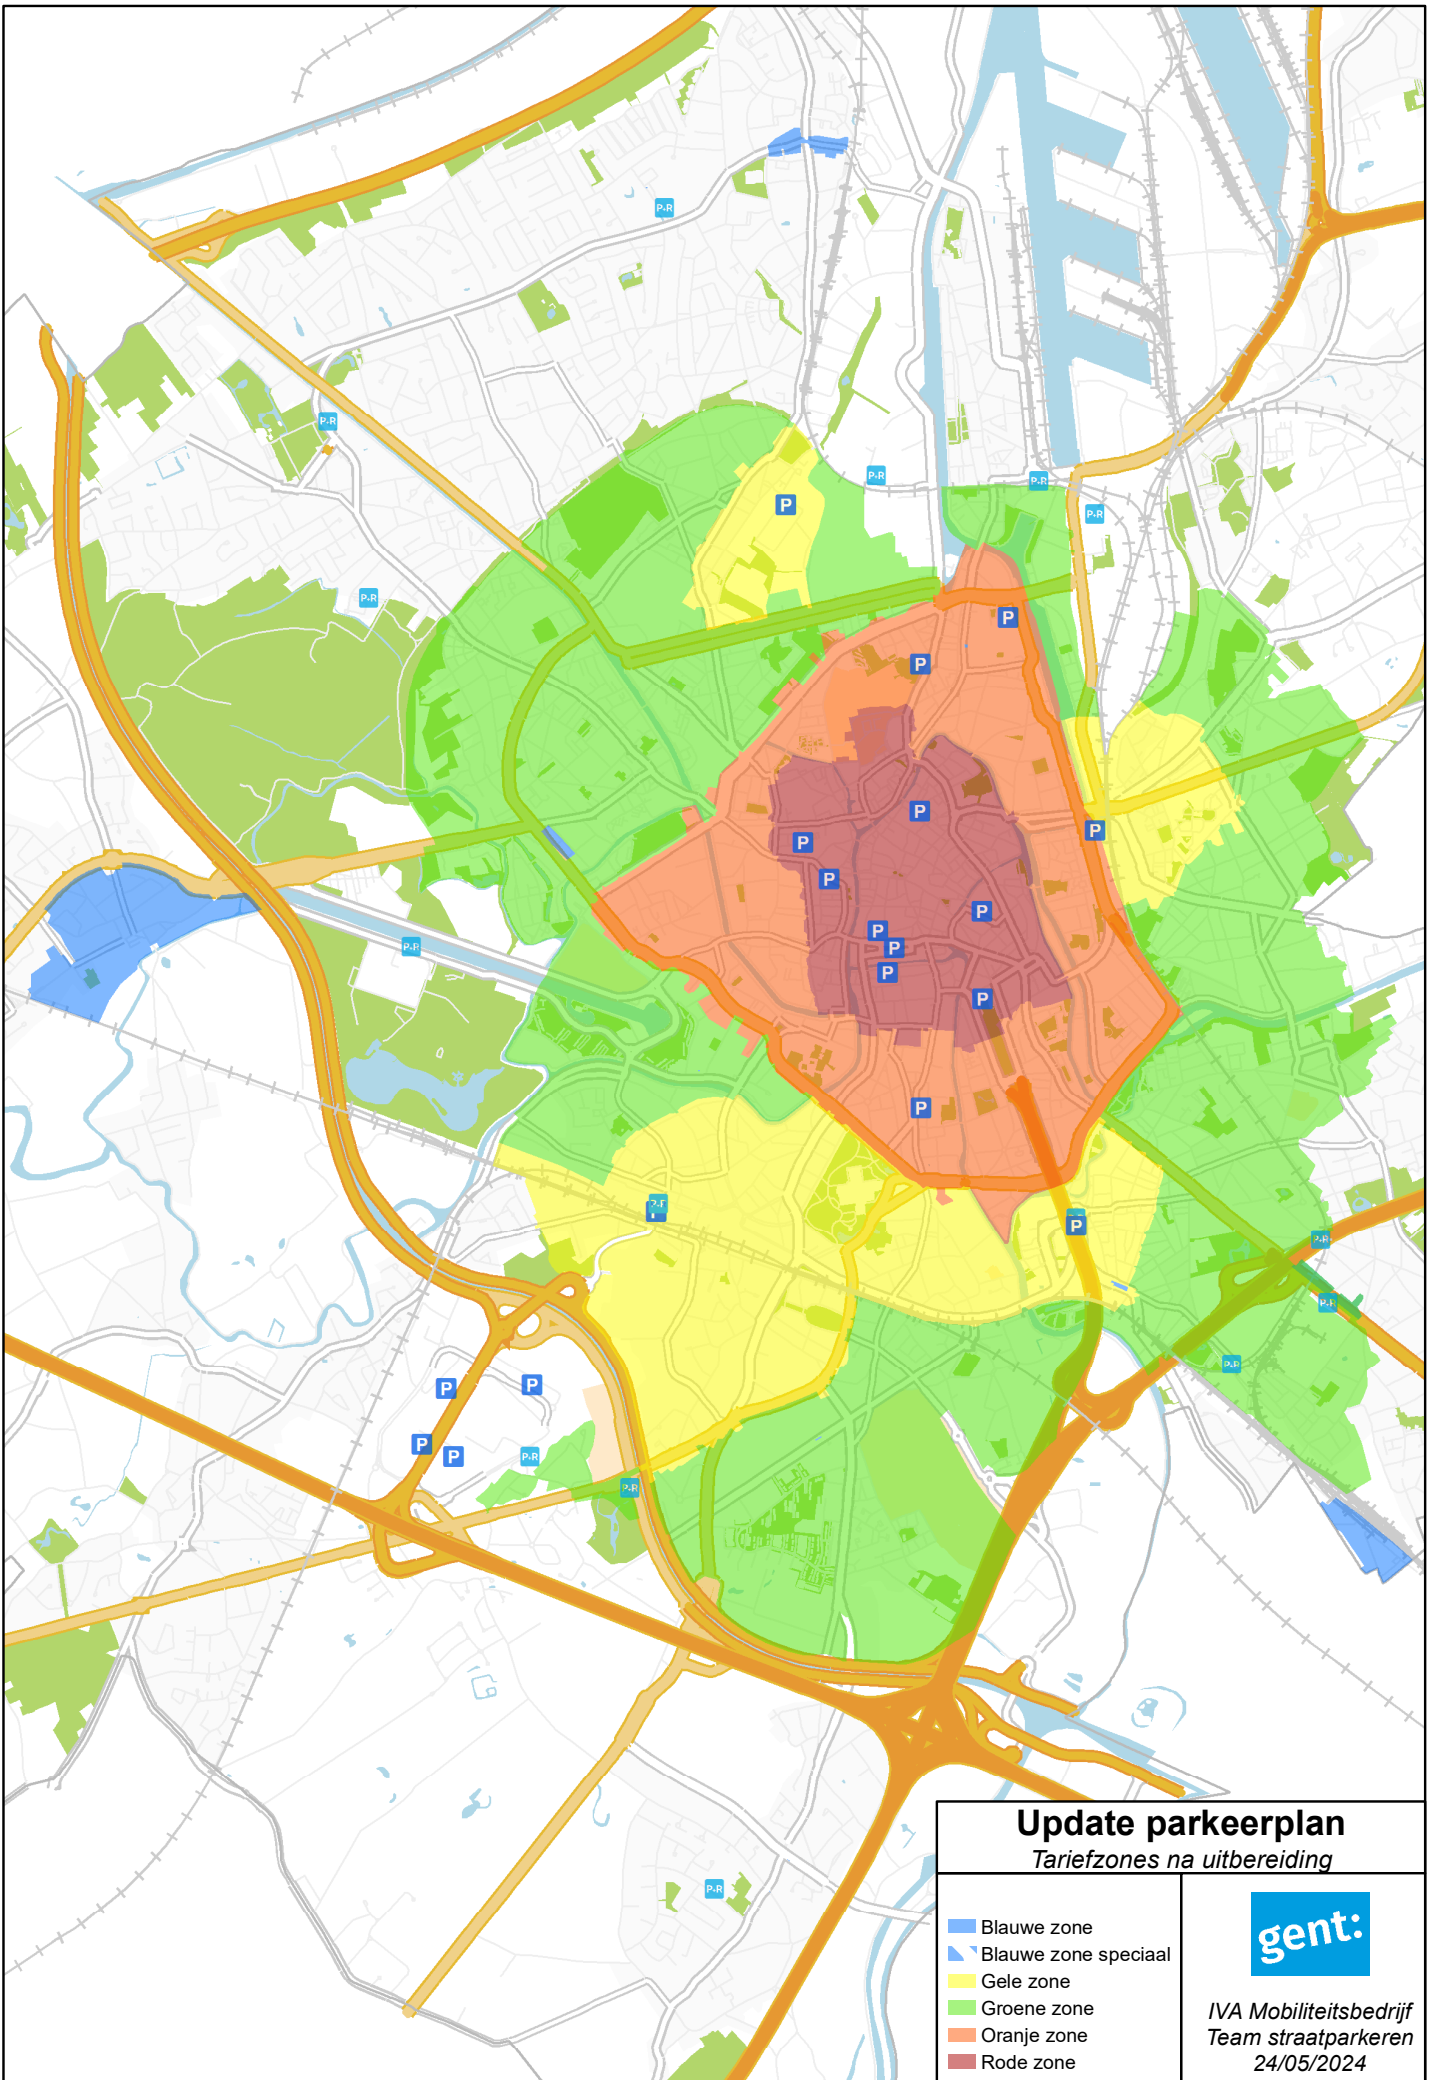 P-R
P-R
P-R
P-R
P
P-R
P-R
P
P
P
P
P
P
P
P
P-R
P
P
P
P
P-R
P
P
P-R
P-R
P-R
P
P
P
P
P-R
P-R
P-R
Update parkeerplan
Tariefzones na uitbereiding
Blauwe zone
Blauwe zone speciaal
Gele zone
Groene zone
Oranje zone
Rode zone
gent:
IVA Mobiliteitsbedrijf
Team straatparkeren
24/05/2024